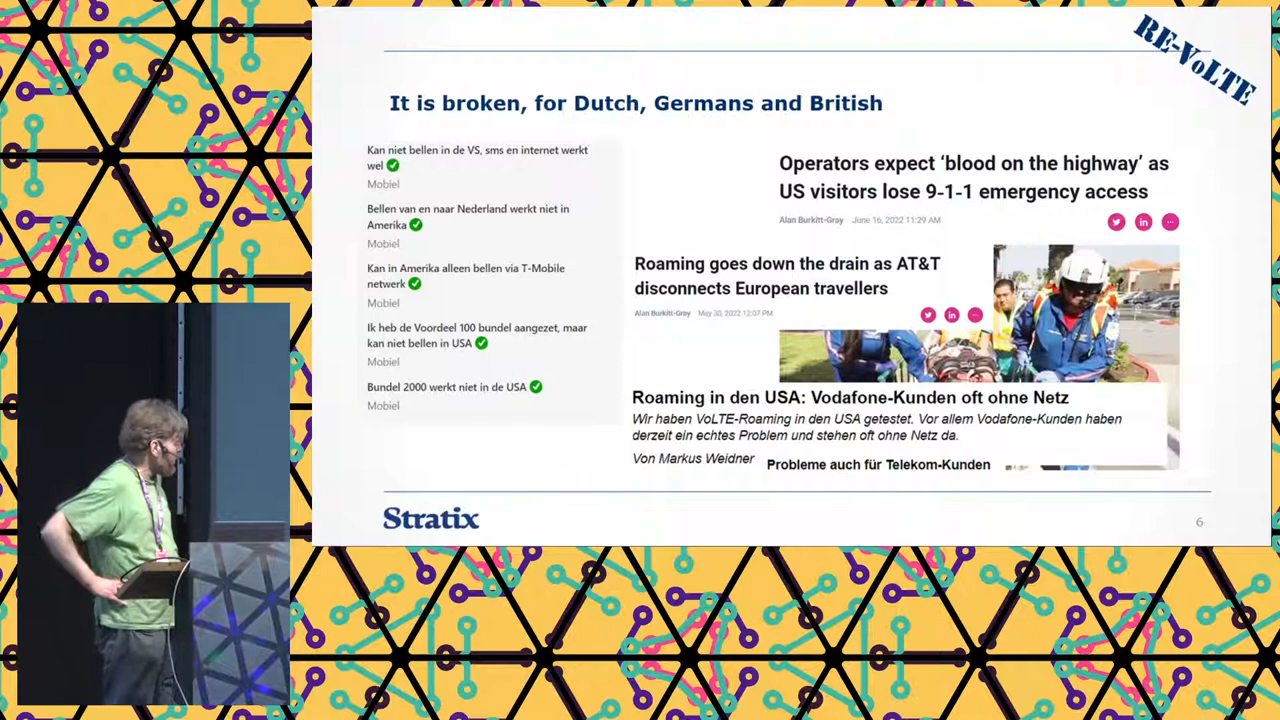 RE-VoLTE
It is broken, for Dutch, Germans and British
Kan niet bellen in de VS, sms en internet werkt
wel
Mobiel
Bellen van en naar Nederland werkt niet in
Amerika
Mobiel
Kan in Amerika alleen bellen via T-Mobile
netwerk
Mobiel
Ik heb de Voordeel 100 bundel aangezet, maar
kan niet bellen in USA
Mobiel
Bundel 2000 werkt niet in de USA
Mobiel
Operators expect ‘blood on the highway’ as
US visitors lose 9-1-1 emergency access
Alan Burkitt-Gray June 16, 2022 11:29 AM
Roaming goes down the drain as AT&T
disconnects European travellers
Alan Burkitt-Gray May 30, 2022 12:07 PM
Roaming in den USA: Vodafone-Kunden oft ohne Netz
Wir haben VoLTE-Roaming in den USA getestet. Vor allem Vodafone-Kunden haben
derzeit ein echtes Problem und stehen oft ohne Netz da.
Von Markus Weidner
Probleme auch für Telekom-Kunden
Stratix
6